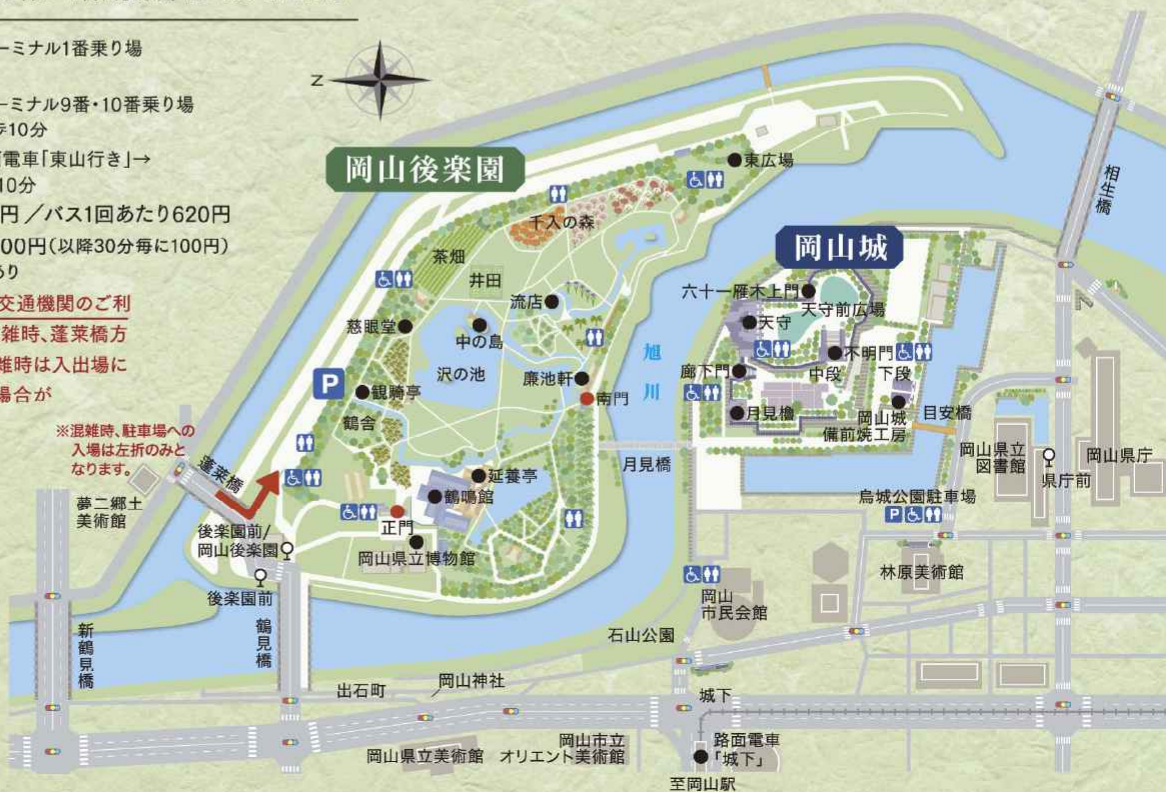 ーミナル1番乗り場
ーミナル9番・10番乗り場
歩10分
面電車「東山行き」→
10分
円／バス1回あたり620円
00円(以降30分毎に100円)
あり
交通機関のご利
雑時、蓬莱橋方
雑時は入出場に
場合が
※混雑時、駐車場への
入場は左折のみと
なります。
N
岡山後楽園
東広場
千入の森
茶畑
井田
流店
慈眼堂
中の島
沢の池
廉池軒
P
観騎亭
南門
鶴舎
延養亭
鶴鳴館
正門
岡山県立博物館
蓬莱橋
夢二郷土
美術館
後楽園前/
岡山後楽園
後楽園前
新鶴見橋
鶴見橋
旭川
月見橋
岡山城
六十一雁木上門
天守前広場
天守
不明門
中段
下段
廊下門
月見櫓
岡山城
備前焼工房
目安橋
相生橋
岡山県立
図書館
県庁前
岡山県庁
烏城公園駐車場
P
林原美術館
岡山
市民会館
石山公園
出石町
岡山神社
城下
岡山県立美術館
岡山市立
オリエント美術館
路面電車
「城下」
至岡山駅